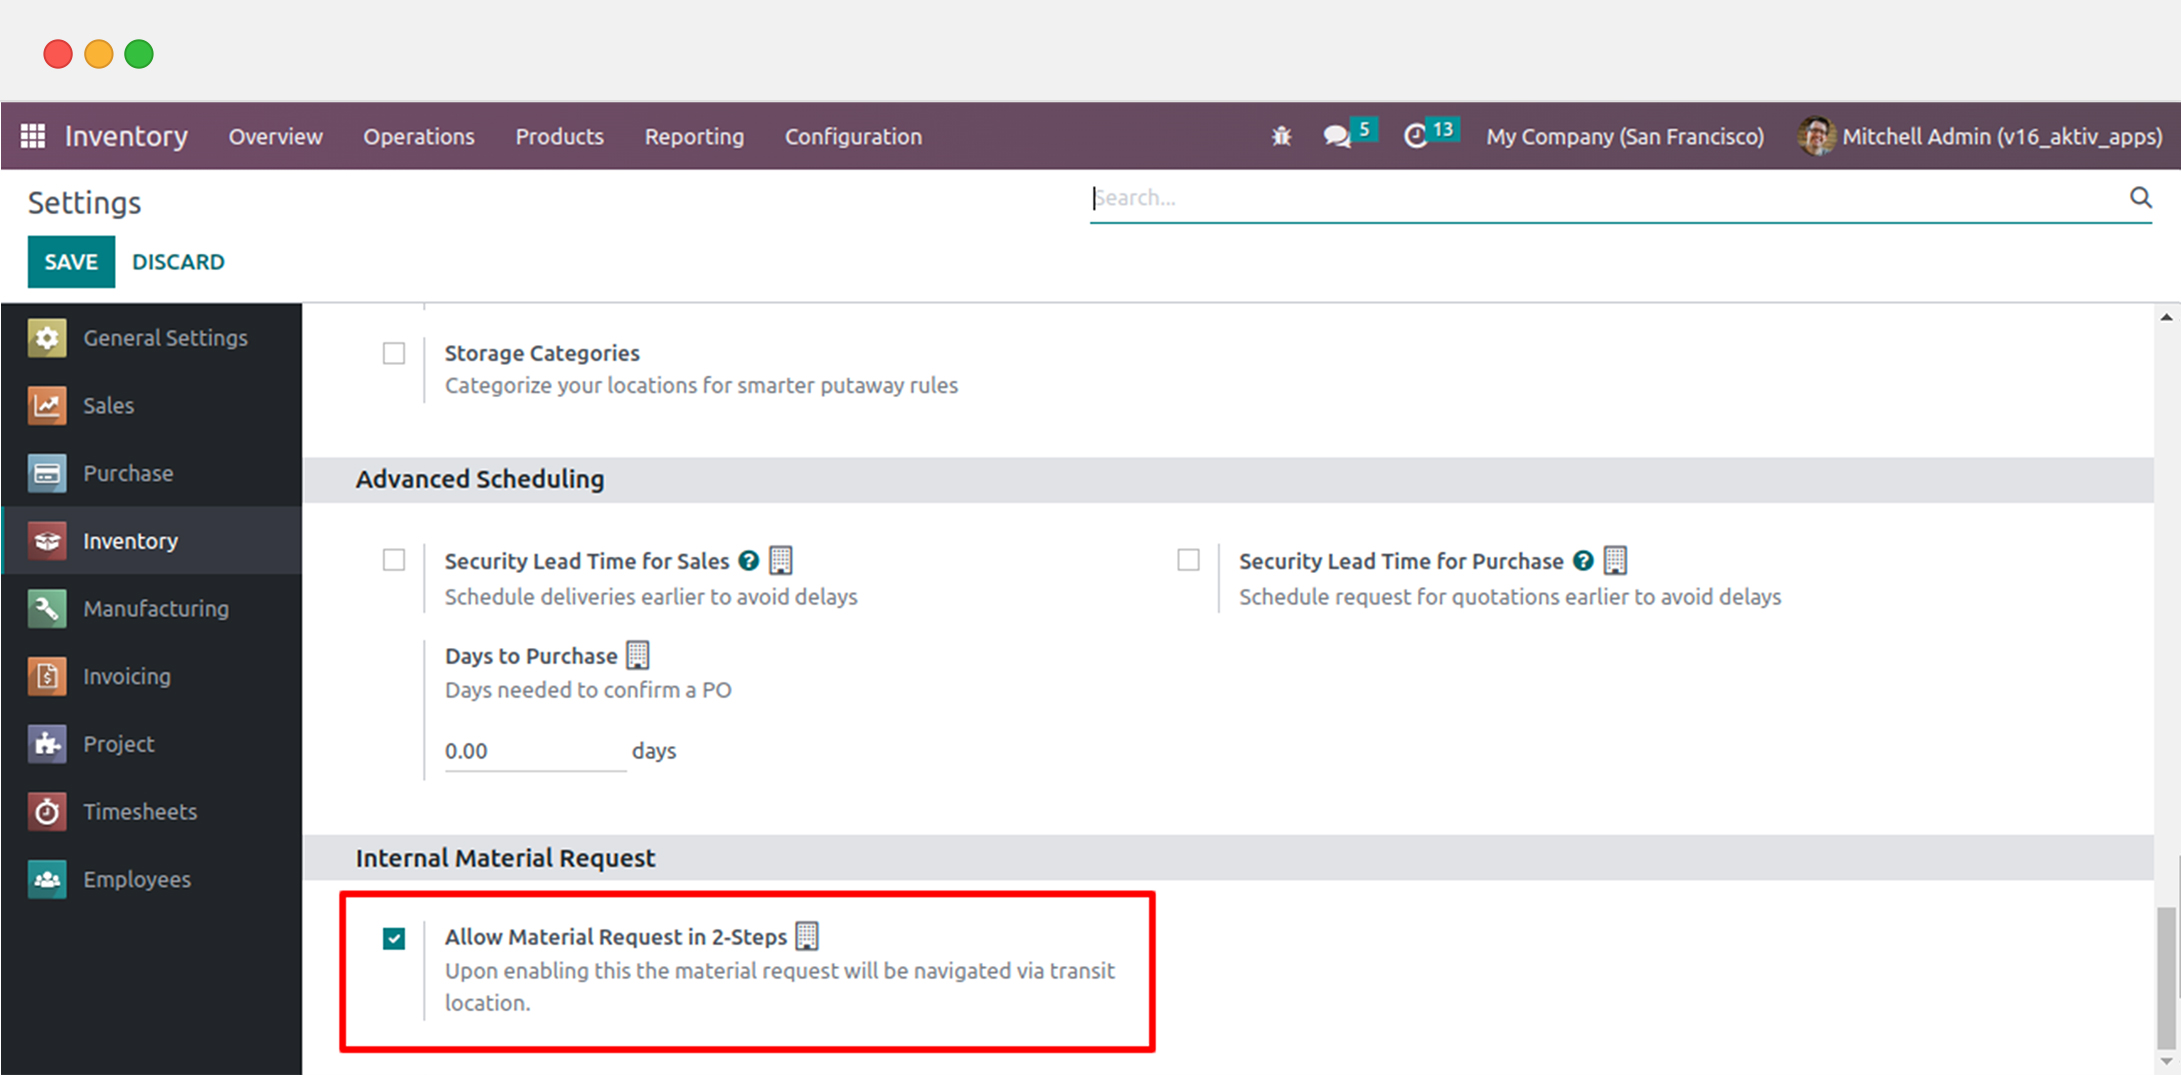 Inventory Overview Operations Products Reporting Configuration 5 13 My Company (San Francisco) Mitchell Admin (v16_aktiv_apps)
Settings
Search...
SAVE DISCARD
General Settings
Sales
Purchase
Inventory
Manufacturing
Invoicing
Project
Timesheets
Employees
Storage Categories
Categorize your locations for smarter putaway rules
Advanced Scheduling
Security Lead Time for Sales ?
Schedule deliveries earlier to avoid delays
Security Lead Time for Purchase ?
Schedule request for quotations earlier to avoid delays
Days to Purchase
Days needed to confirm a PO
0.00 days
Internal Material Request
Allow Material Request in 2-Steps
Upon enabling this the material request will be navigated via transit
location.